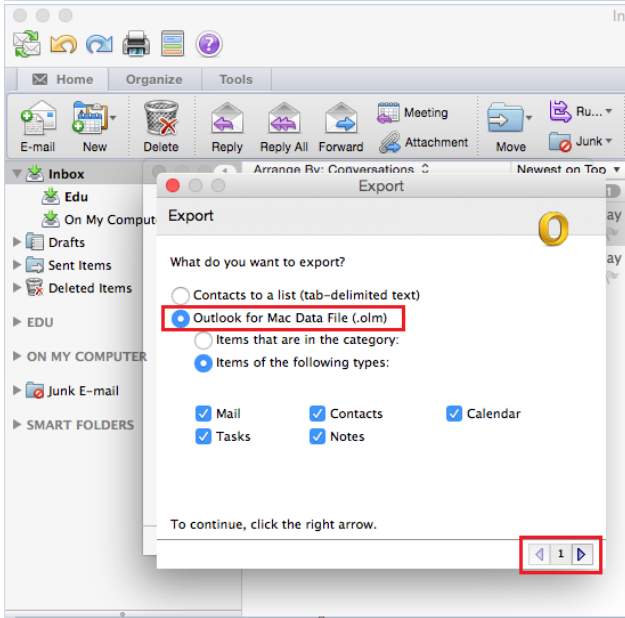 In
Home Organize Tools
E-mail New Delete Reply Reply All Forward Meeting Attachment Move Ru... Junk
Arrange By: Conversations Newest on Top
Inbox
Edu
On My Comput
Drafts
Sent Items
Deleted Items
EDU
ON MY COMPUTER
Junk E-mail
SMART FOLDERS
ay
ay
Export
Export
What do you want to export?
Contacts to a list (tab-delimited text)
Outlook for Mac Data File (.olm)
Items that are in the category:
Items of the following types:
Mail Contacts Calendar
Tasks Notes
To continue, click the right arrow.
1